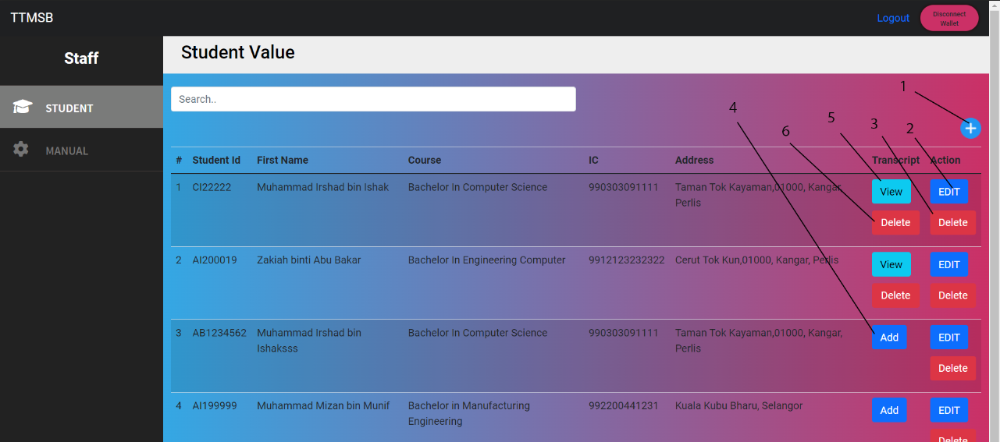 TTMSB
Logout
Disconnect
Wallet
Staff
Student Value
STUDENT
MANUAL
Search..
1
4
5
3
2
6
# Student Id First Name Course IC Address Transcript Action
1 CI22222 Muhammad Irshad bin Ishak Bachelor In Computer Science 990303091111 Taman Tok Kayaman,01000, Kangar, View EDIT
Perlis
Delete Delete
2 AI200019 Zakiah binti Abu Bakar Bachelor In Engineering Computer 9912123232322 Cerut Tok Kun,01000, Kangar, Perlis View EDIT
Delete Delete
3 AB1234562 Muhammad Irshad bin Bachelor In Computer Science 990303091111 Taman Tok Kayaman,01000, Kangar, Add EDIT
Ishaksss Perlis
Delete
4 AI199999 Muhammad Mizan bin Munif Bachelor in Manufacturing 992200441231 Kuala Kubu Bharu, Selangor Add EDIT
Engineering
Delete